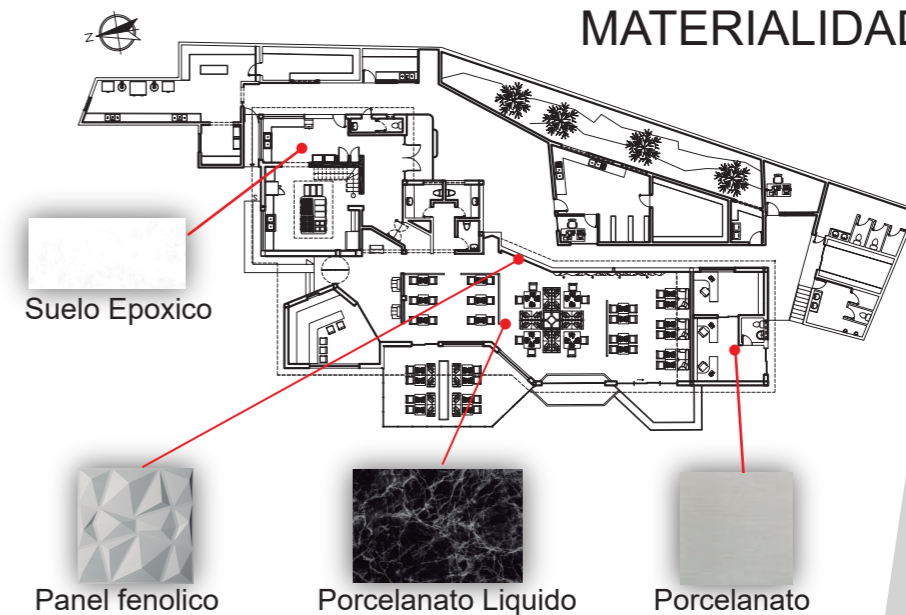 MATERIALIDAD
N
Suelo Epoxico
Panel fenolico
Porcelanato Liquido
Porcelanato